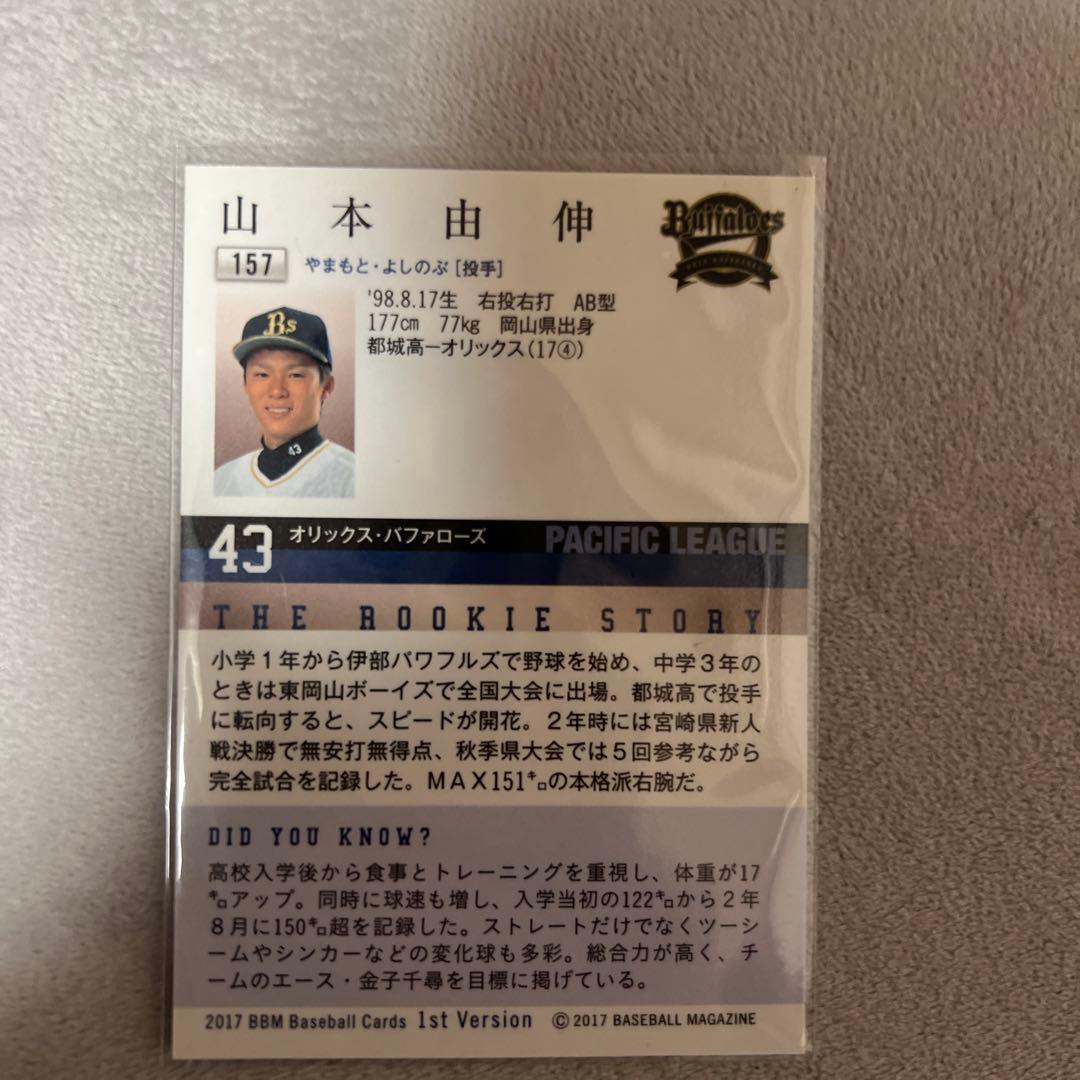 山本由伸
Buffaloes
157
やまもと・よしのぶ [投手]
'98.8.17生 右投右打 AB型
177cm 77kg 岡山県出身
都城高ーオリックス(17④)
Bs
43
43 オリックス・バファローズ PACIFIC LEAGUE
THE ROOKIE STORY
小学1年から伊部パワフルズで野球を始め、中学3年の
ときは東岡山ボーイズで全国大会に出場。都城高で投手
に転向すると、スピードが開花。2年時には宮崎県新人
戦決勝で無安打無得点、秋季県大会では5回参考ながら
完全試合を記録した。MAX151㌔の本格派右腕だ。
DID YOU KNOW?
高校入学後から食事とトレーニングを重視し、体重が17
㌔アップ。同時に球速も増し、入学当初の122㌔から2年
8月に150㌔超を記録した。ストレートだけでなくツーシ
ームやシンカーなどの変化球も多彩。総合力が高く、チ
ームのエース・金子千尋を目標に掲げている。
2017 BBM Baseball Cards 1st Version © 2017 BASEBALL MAGAZINE